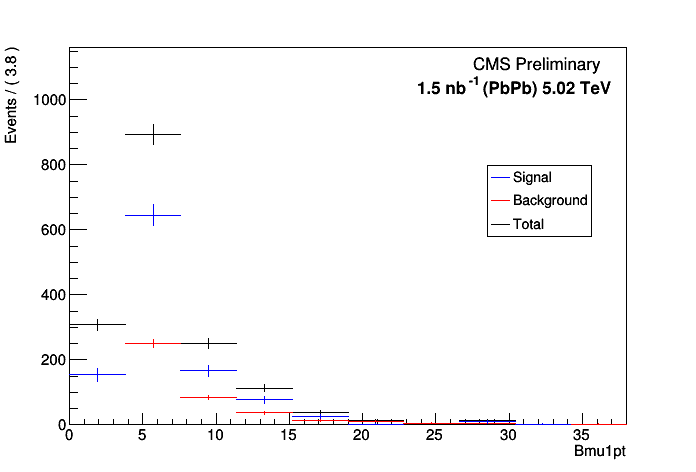 CMS Preliminary
1.5 nb-1 (PbPb) 5.02 TeV
Events / ( 3.8 )
1000
800
600
400
200
0
Signal
Background
Total
0 5 10 15 20 25 30 35
Bmu1pt